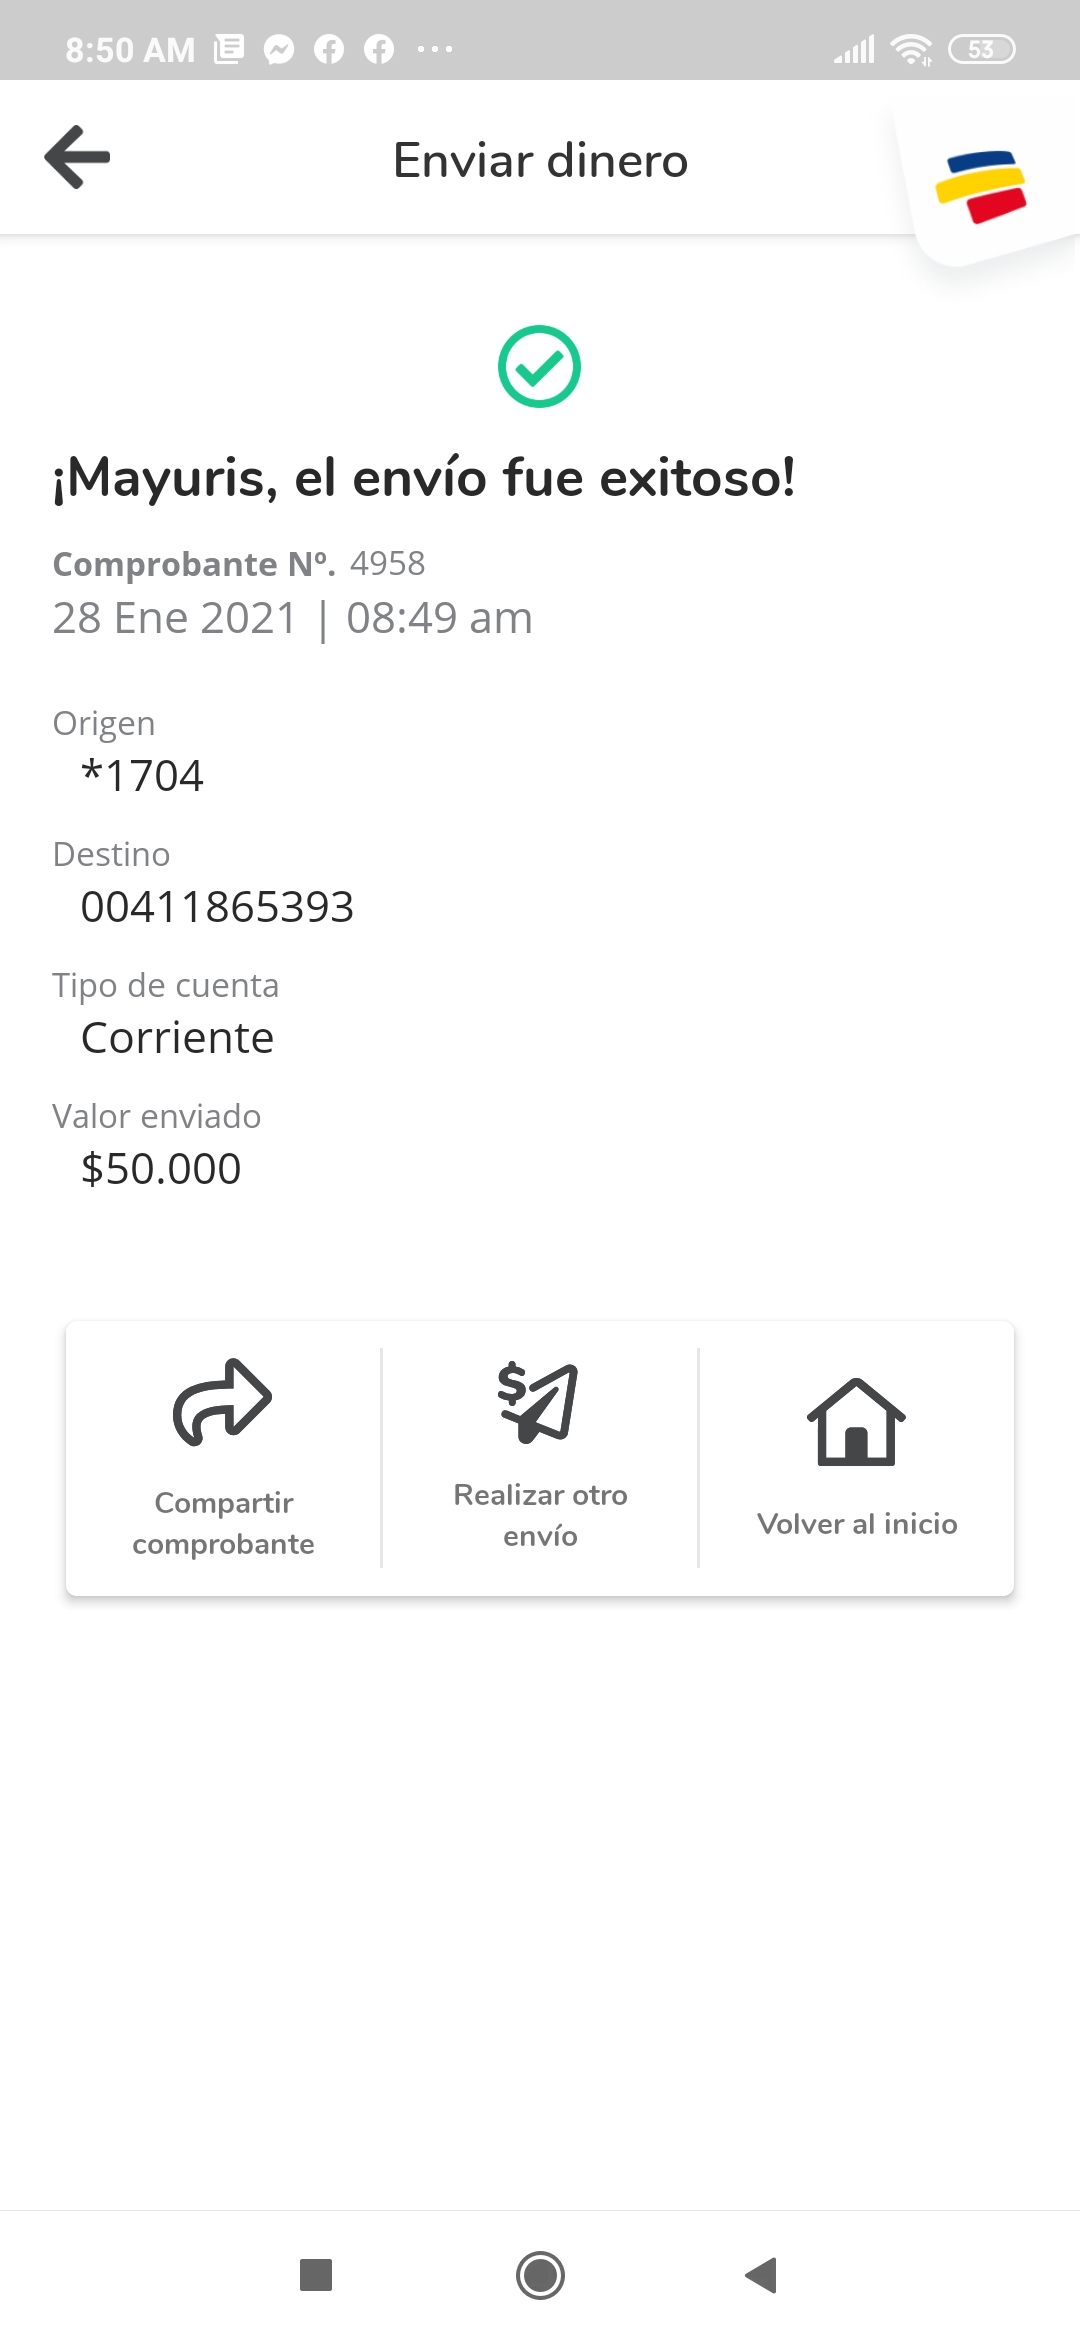 8:50 AM
53
Enviar dinero
¡Mayuris, el envío fue exitoso!
Comprobante Nº. 4958
28 Ene 2021 | 08:49 am
Origen
*1704
Destino
00411865393
Tipo de cuenta
Corriente
Valor enviado
$50.000
Compartir
comprobante
Realizar otro
envío
Volver al inicio